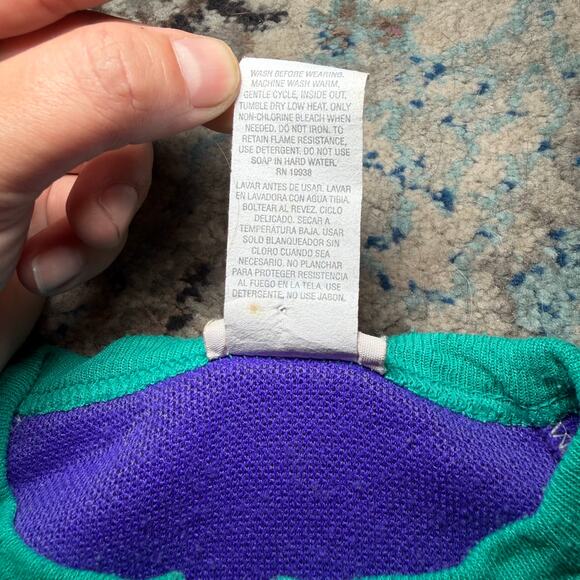 WASH BEFORE WEARING.
MACHINE WASH WARM,
GENTLE CYCLE, INSIDE OUT.
TUMBLE DRY LOW HEAT. ONLY
NON-CHLORINE BLEACH WHEN
NEEDED. DO NOT IRON. TO
RETAIN FLAME RESISTANCE,
USE DETERGENT. DO NOT USE
SOAP IN HARD WATER.
RN 19938
LAVAR ANTES DE USAR. LAVAR
EN LAVADORA CON AGUA TIBIA.
BOLTEAR AL REVEZ. CICLO
DELICADO. SECAR A
TEMPERATURA BAJA. USAR
SOLO BLANQUEADOR SIN
CLORO CUANDO SEA
NECESARIO. NO PLANCHAR
PARA PROTEGER RESISTENCIA
AL FUEGO EN LA TELA, USE
DETERGENTE, NO USE JABON.